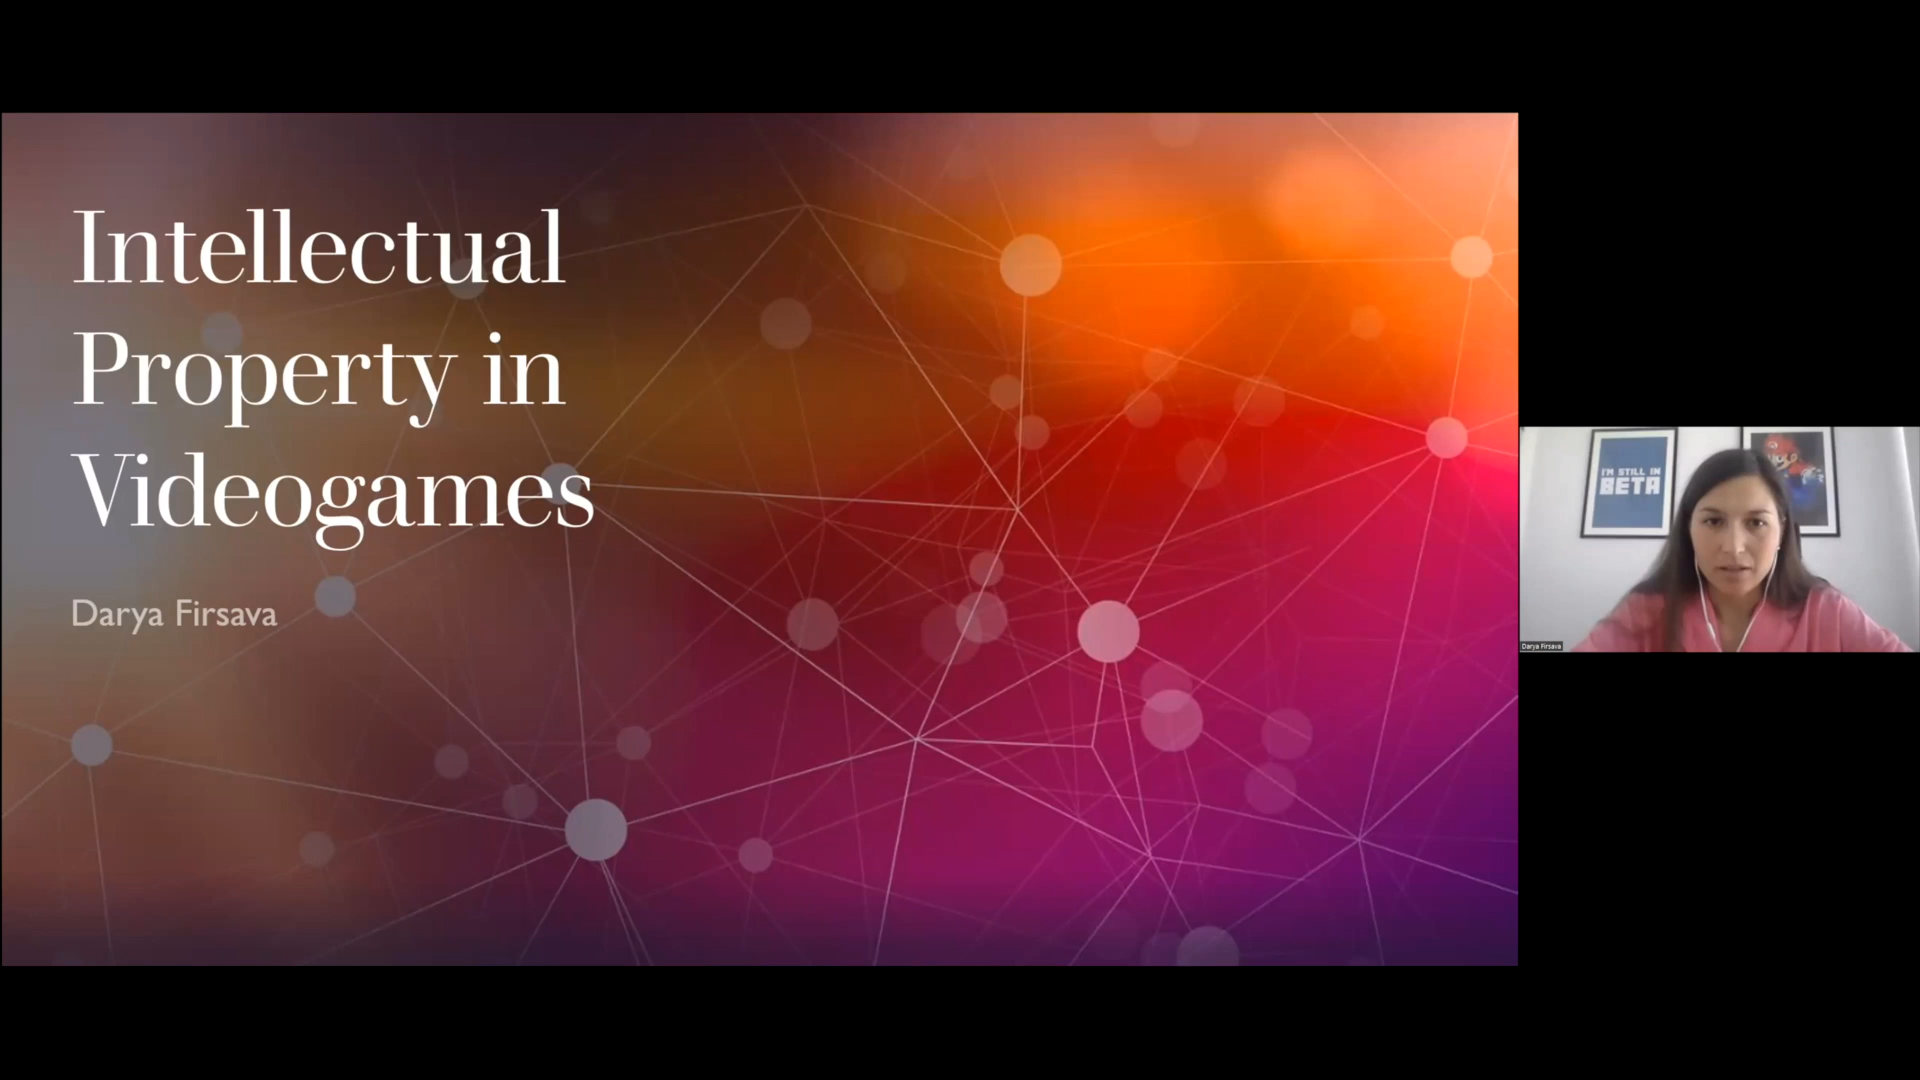 Intellectual
Property in
Videogames
Darya Firsava
I'M STILL IN
BETA
Darya Firsava